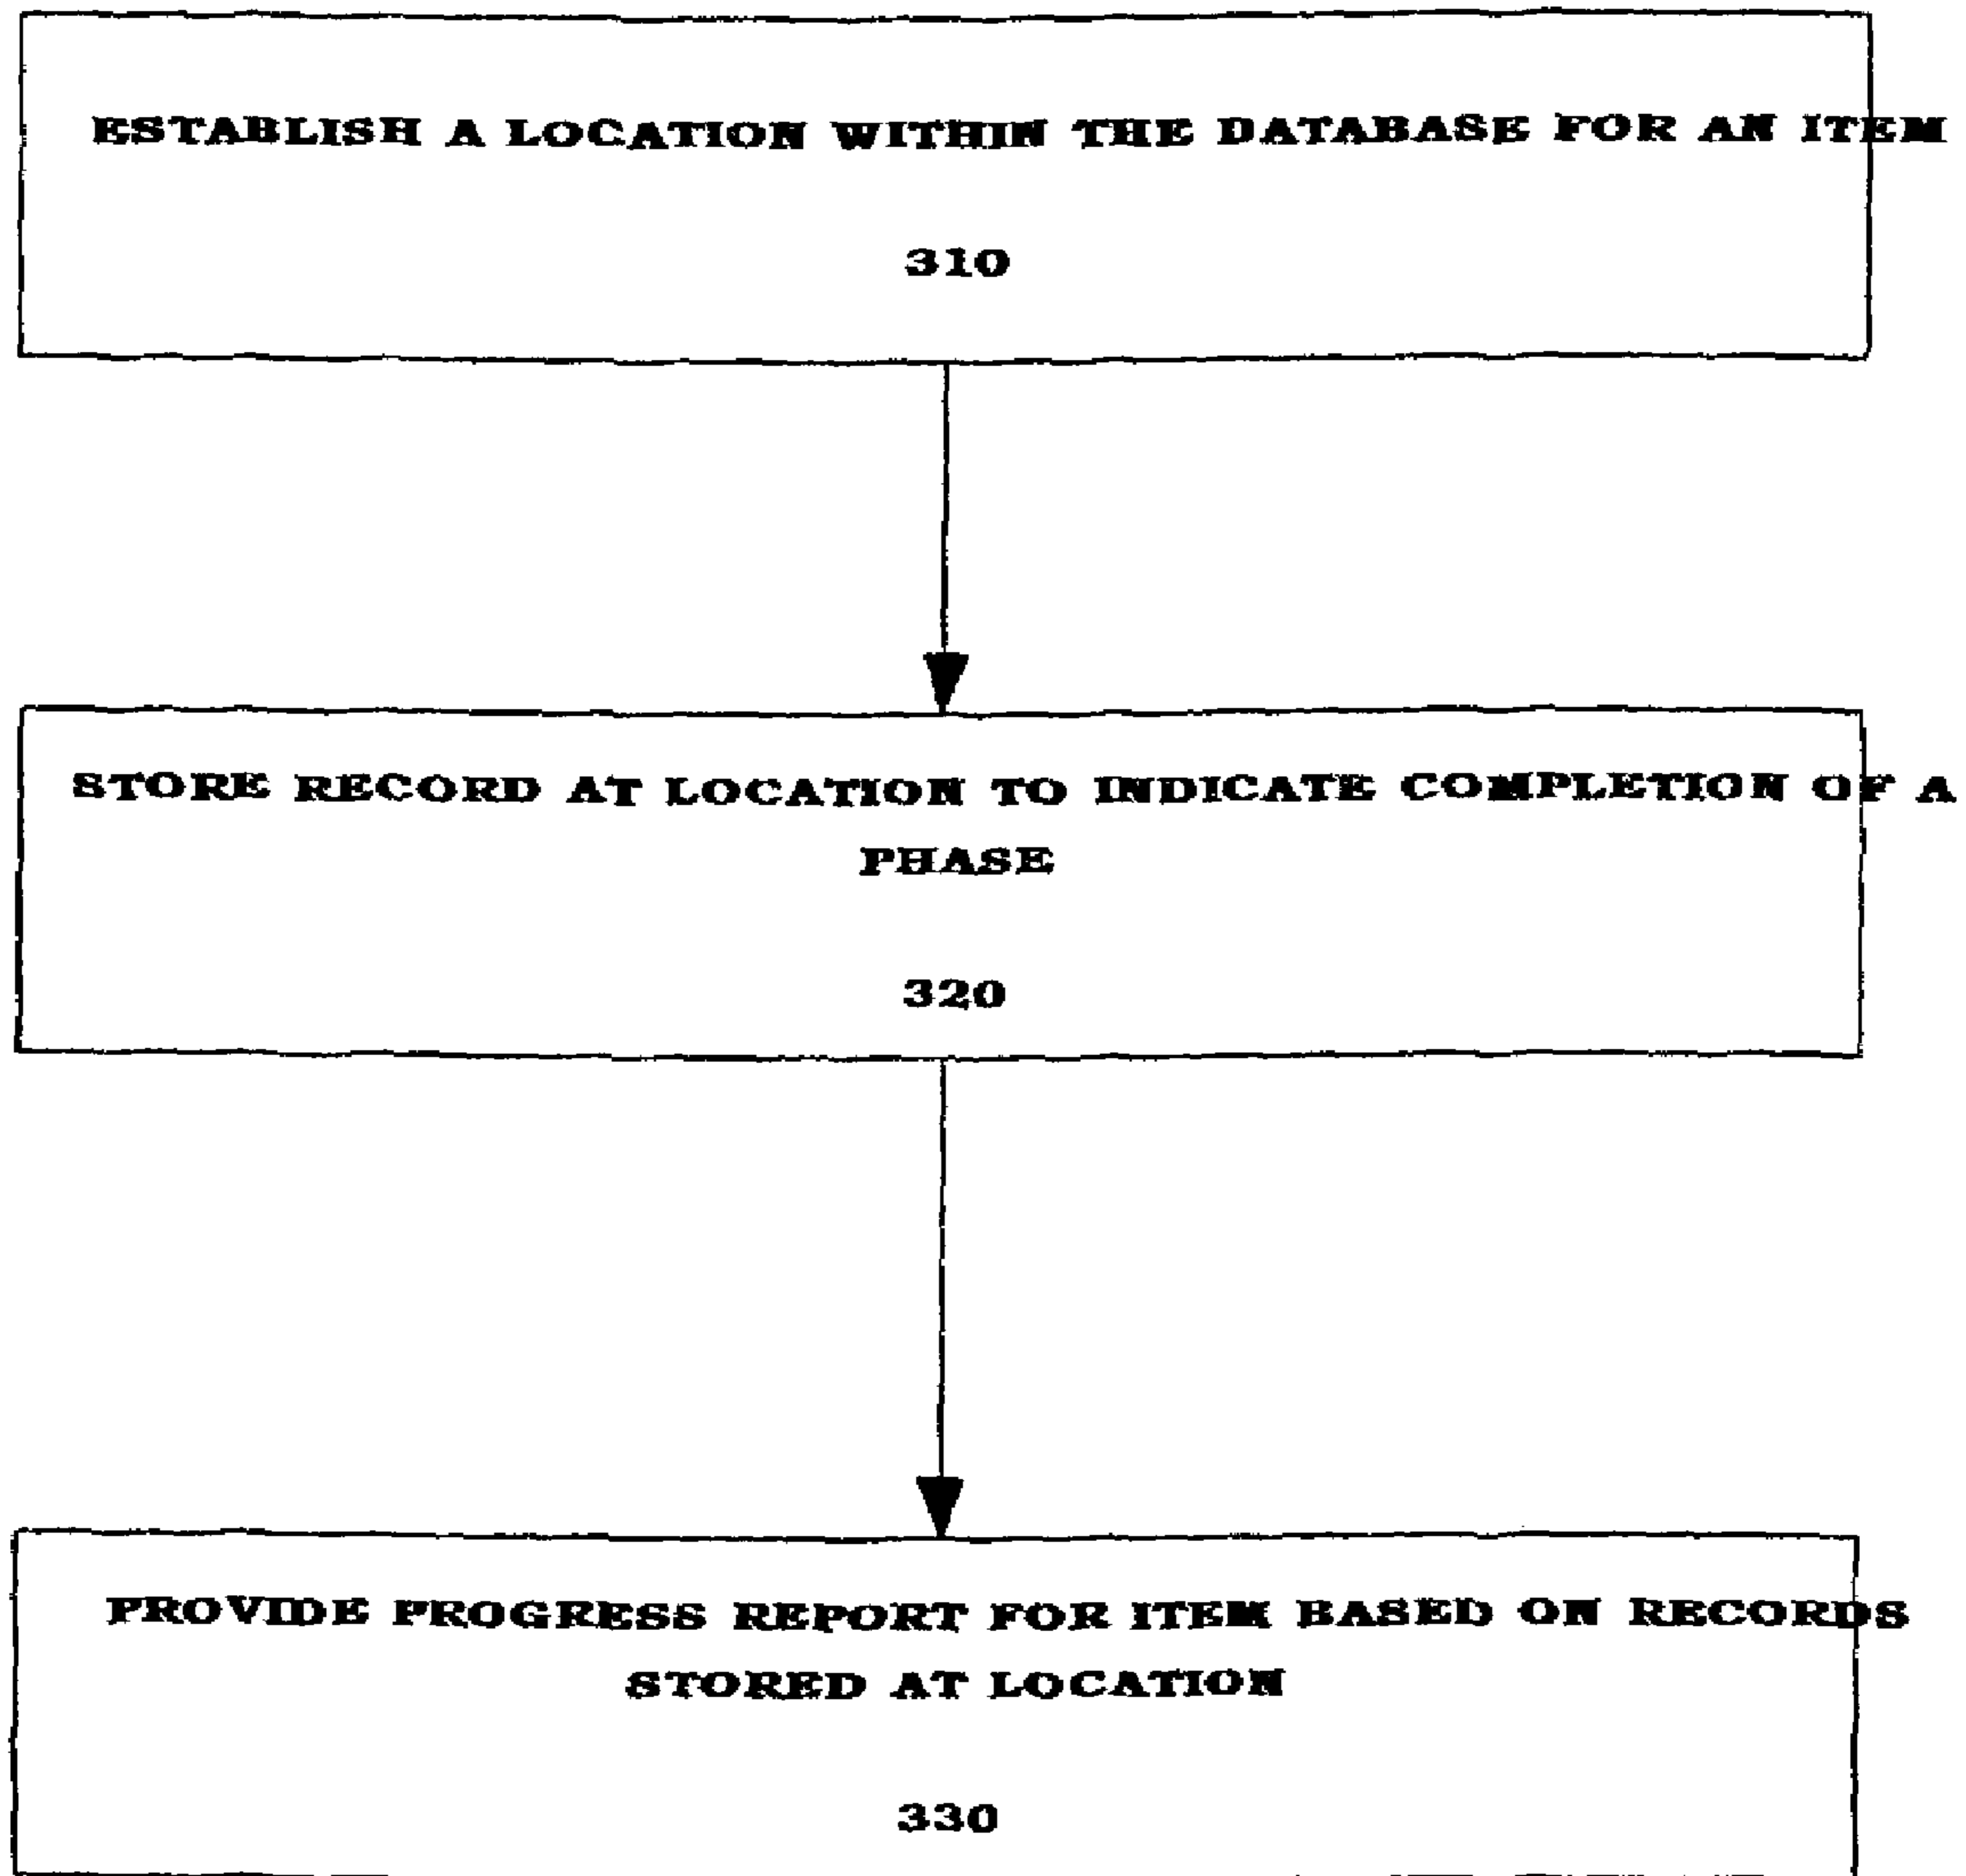 ESTABLISH A LOCATION WITHIN THE DATABASE FOR AN ITEM
310
STORE RECORD AT LOCATION TO INDICATE COMPLETION OF A
PHASE
320
PROVIDE PROGRESS REPORT FOR ITEM BASED ON RECORDS
STORED AT LOCATION
330